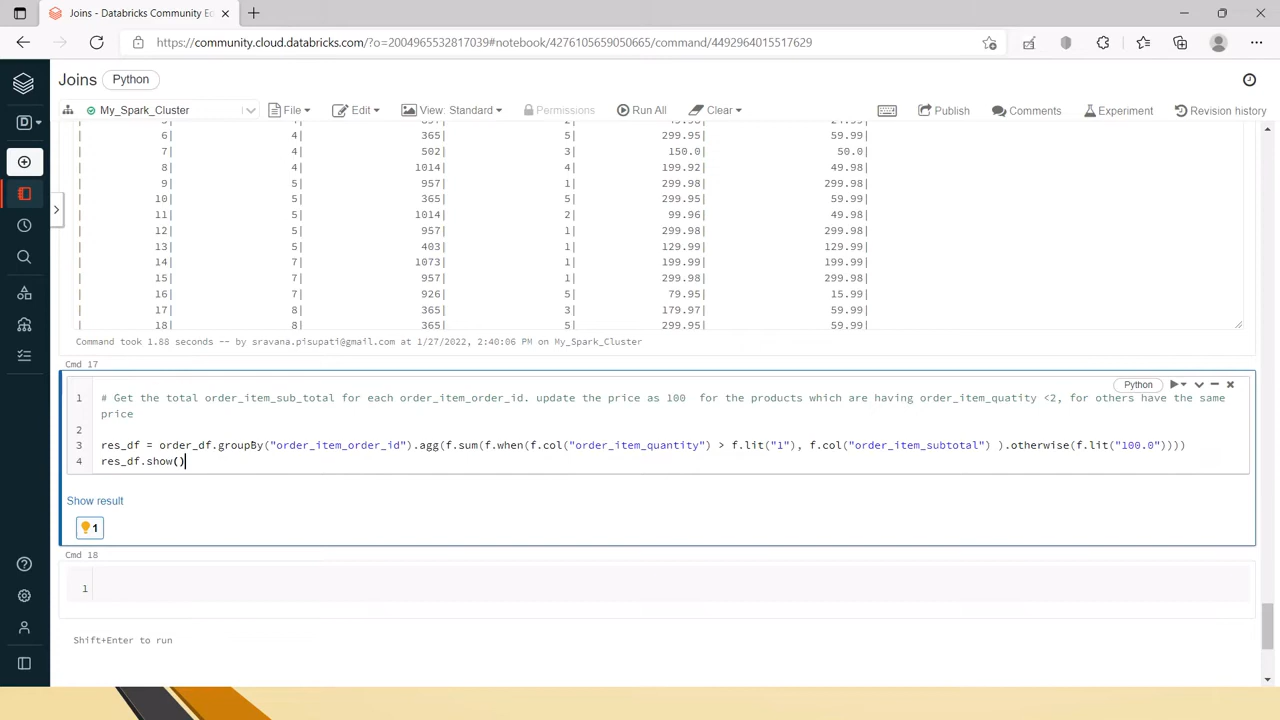 Joins - Databricks Community Ed
https://community.cloud.databricks.com/?o=2004965532817039#notebook/4276105659050665/command/4492964015517629
Joins Python
My_Spark_Cluster File Edit View: Standard Permissions Run All Clear Publish Comments Experiment Revision history
D
| 6| 4| 365| 5| 299.95| 59.99|
| 7| 4| 502| 3| 150.0| 50.0|
| 8| 4| 1014| 4| 199.92| 49.98|
| 9| 5| 957| 1| 299.98| 299.98|
| 10| 5| 365| 5| 299.95| 59.99|
| 11| 5| 1014| 2| 99.96| 49.98|
| 12| 5| 957| 1| 299.98| 299.98|
| 13| 5| 403| 1| 129.99| 129.99|
| 14| 7| 1073| 1| 199.99| 199.99|
| 15| 7| 957| 1| 299.98| 299.98|
| 16| 7| 926| 5| 79.95| 15.99|
| 17| 8| 365| 3| 179.97| 59.99|
| 18| 8| 365| 5| 299.95| 59.99|
Command took 1.88 seconds -- by sravana.pisupati@gmail.com at 1/27/2022, 2:40:06 PM on My_Spark_Cluster
Cmd 17
Python
1 # Get the total order_item_sub_total for each order_item_order_id. update the price as 100 for the products which are having order_item_quatity <2, for others have the same
price
2
3 res_df = order_df.groupBy("order_item_order_id").agg(f.sum(f.when(f.col("order_item_quantity") > f.lit("1"), f.col("order_item_subtotal") ).otherwise(f.lit("100.0"))))
4 res_df.show()
Show result
1
Cmd 18
1
Shift+Enter to run